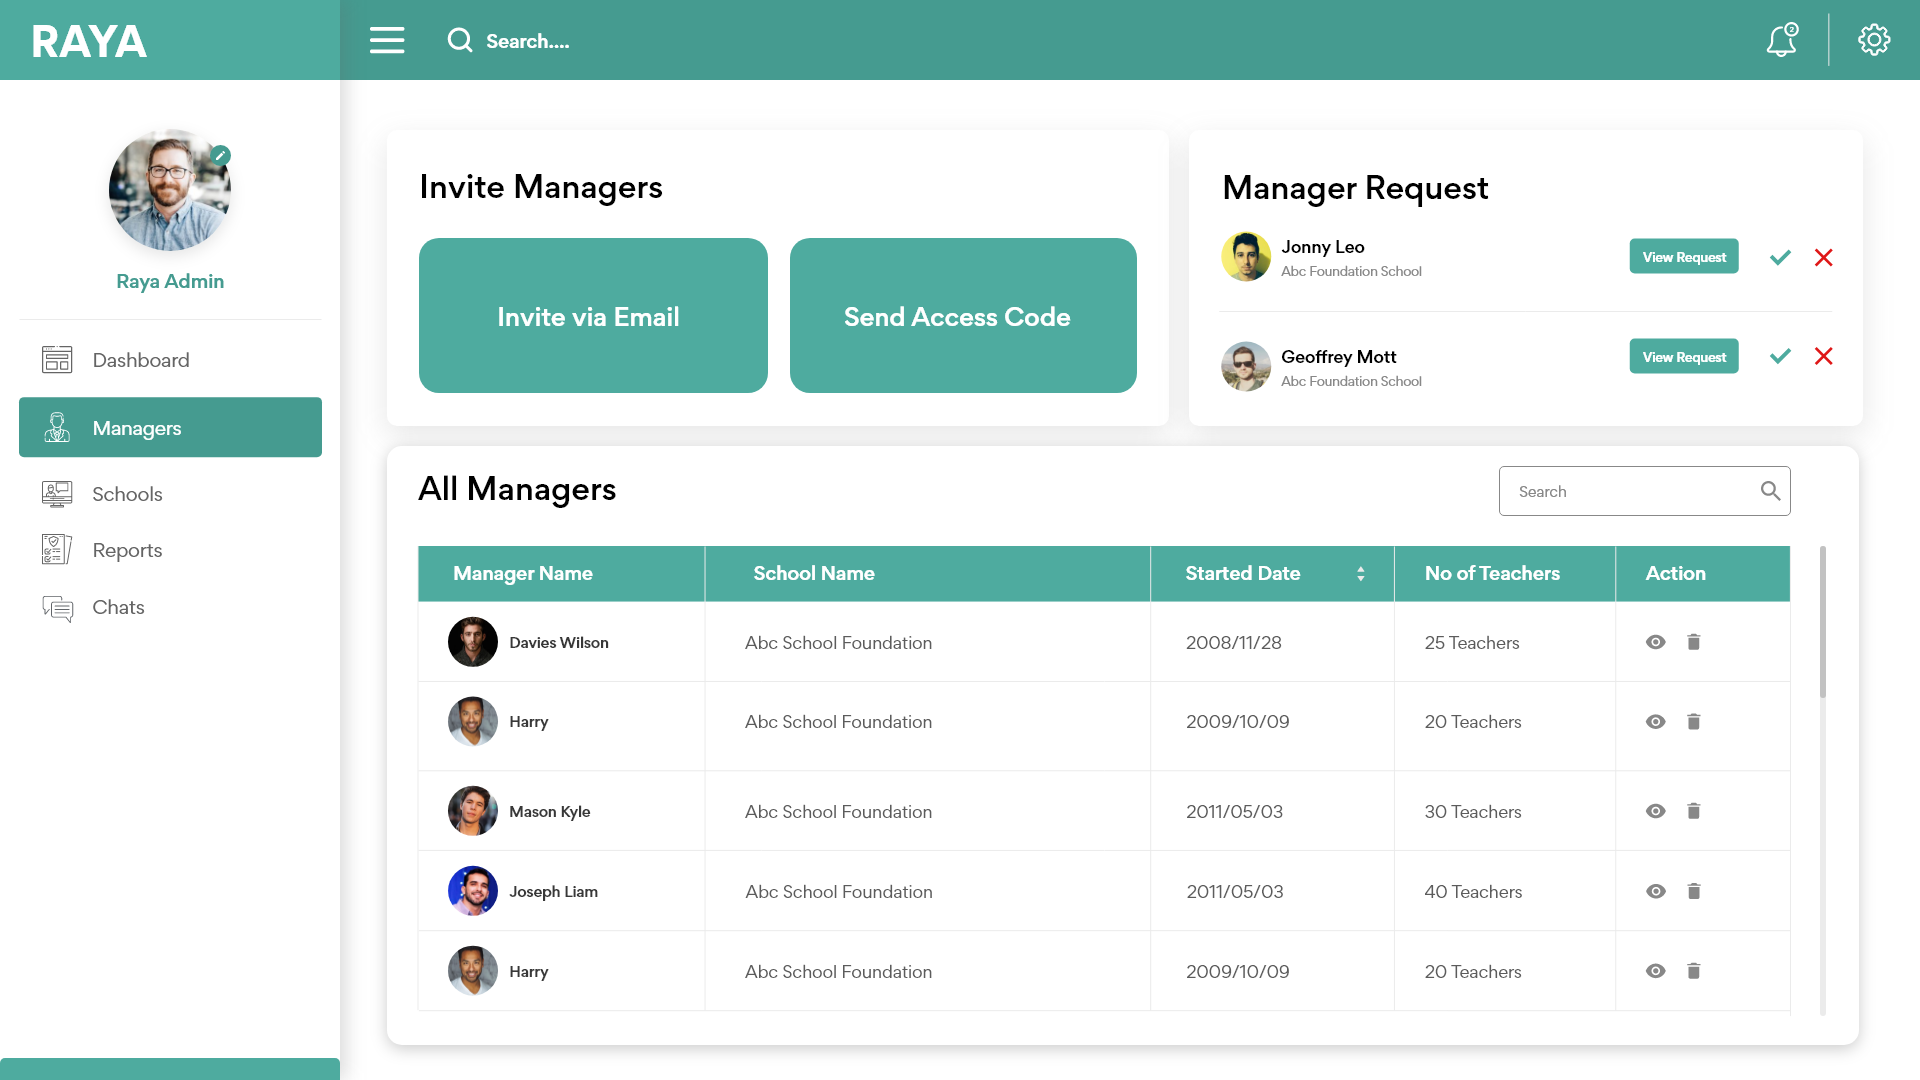 RAYA
Search....
2
Raya Admin
Dashboard
Managers
Schools
Reports
Chats
Invite Managers
Invite via Email
Send Access Code
Manager Request
Jonny Leo
Abc Foundation School
View Request
Geoffrey Mott
Abc Foundation School
View Request
All Managers
Search
Manager Name School Name Started Date No of Teachers Action
Davies Wilson Abc School Foundation 2008/11/28 25 Teachers
Harry Abc School Foundation 2009/10/09 20 Teachers
Mason Kyle Abc School Foundation 2011/05/03 30 Teachers
Joseph Liam Abc School Foundation 2011/05/03 40 Teachers
Harry Abc School Foundation 2009/10/09 20 Teachers